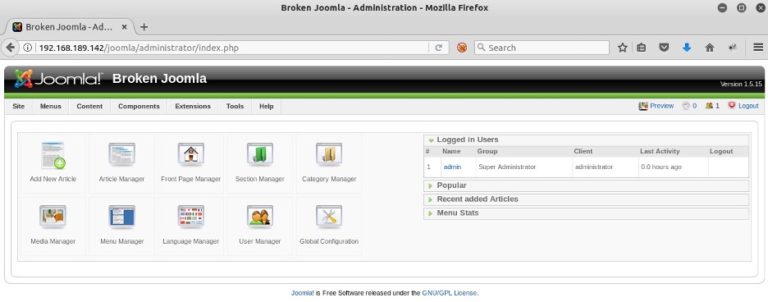 Broken Joomla - Administration - Mozilla Firefox
Broken Joomla - Ad...
192.168.189.142/joomla/administrator/index.php
Search
Joomla! Broken Joomla
Version 1.5.15
Site Menus Content Components Extensions Tools Help Preview 0 1 Logout
Add New Article Article Manager Front Page Manager Section Manager Category Manager
Media Manager Menu Manager Language Manager User Manager Global Configuration
Logged in Users
# Name Group Client Last Activity Logout
1 admin Super Administrator administrator 0.0 hours ago
Popular
Recent added Articles
Menu Stats
Joomla! is Free Software released under the GNU/GPL License.